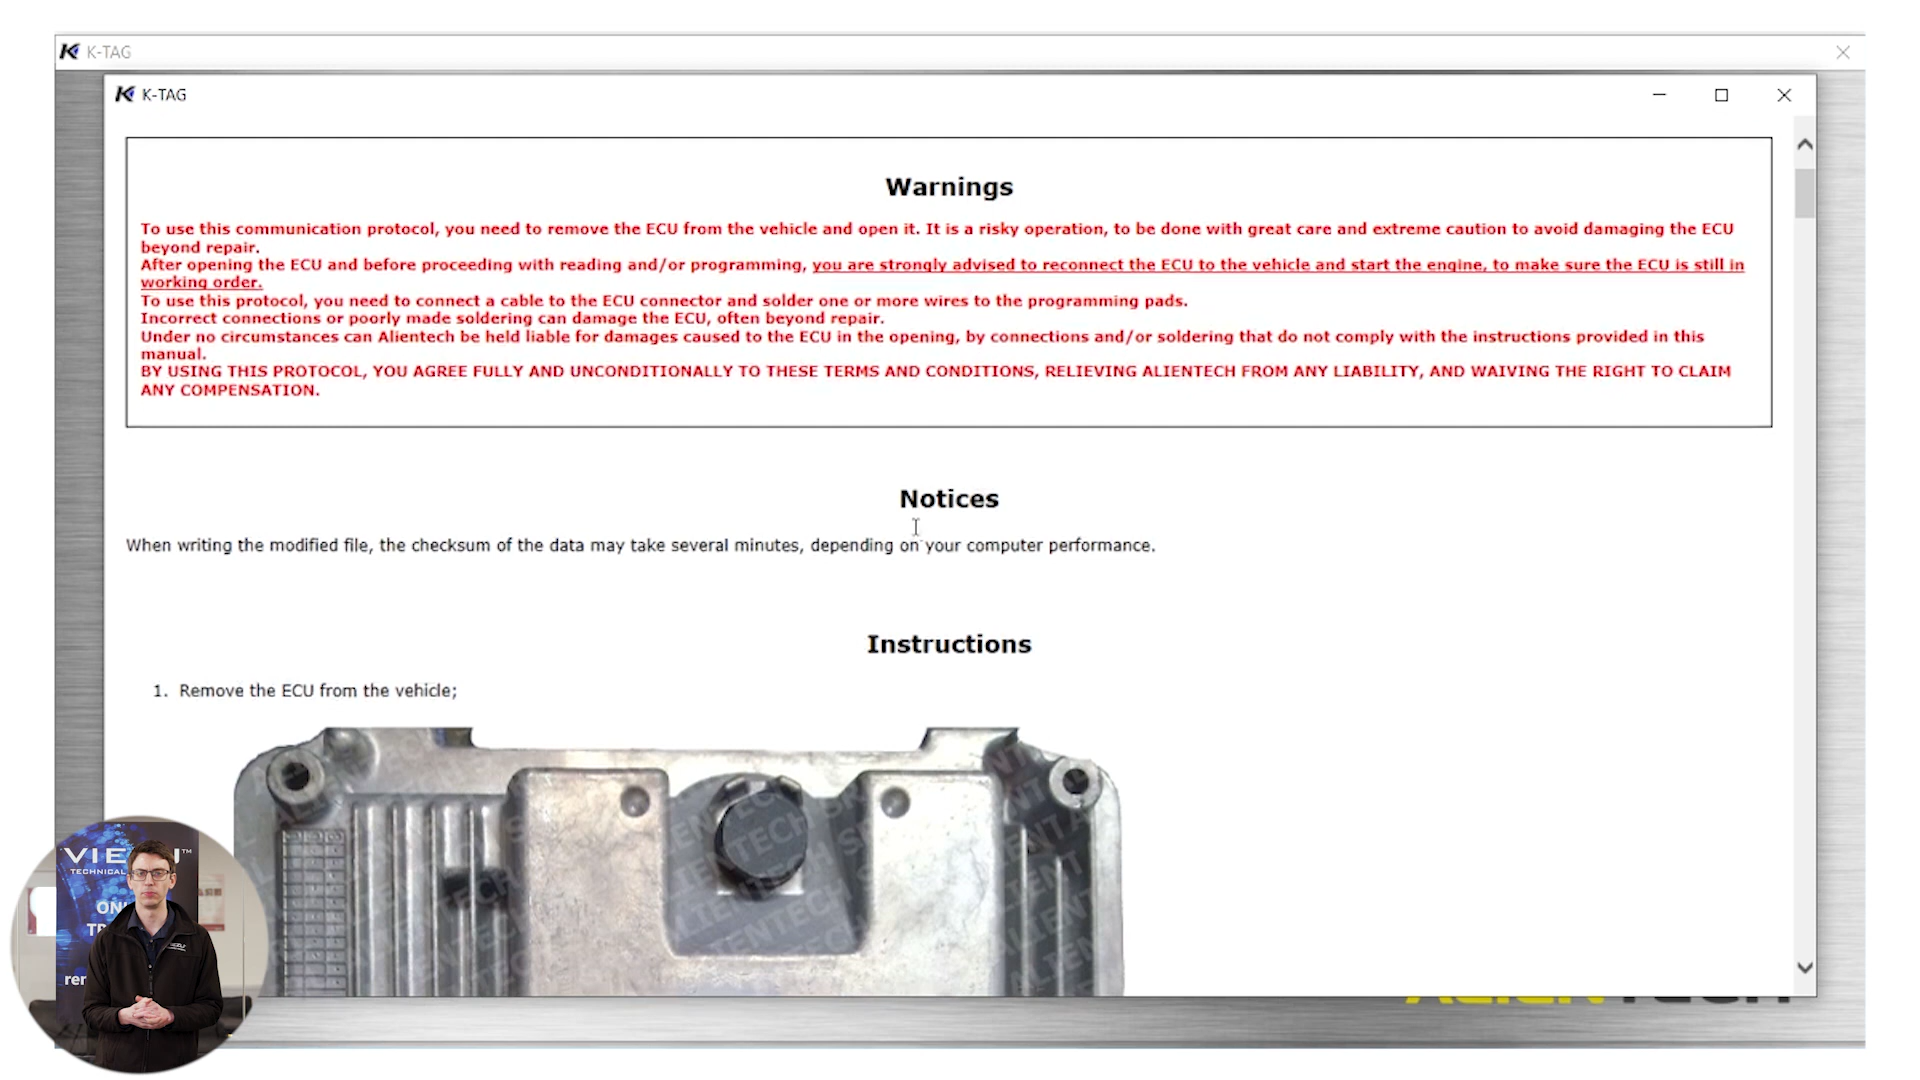 K-TAG
K-TAG
Warnings
To use this communication protocol, you need to remove the ECU from the vehicle and open it. It is a risky operation, to be done with great care and extreme caution to avoid damaging the ECU
beyond repair.
After opening the ECU and before proceeding with reading and/or programming, you are strongly advised to reconnect the ECU to the vehicle and start the engine, to make sure the ECU is still in
working order.
To use this protocol, you need to connect a cable to the ECU connector and solder one or more wires to the programming pads.
Incorrect connections or poorly made soldering can damage the ECU, often beyond repair.
Under no circumstances can Alientech be held liable for damages caused to the ECU in the opening, by connections and/or soldering that do not comply with the instructions provided in this
manual.
BY USING THIS PROTOCOL, YOU AGREE FULLY AND UNCONDITIONALLY TO THESE TERMS AND CONDITIONS, RELIEVING ALIENTECH FROM ANY LIABILITY, AND WAIVING THE RIGHT TO CLAIM
ANY COMPENSATION.
Notices
When writing the modified file, the checksum of the data may take several minutes, depending on your computer performance.
Instructions
1. Remove the ECU from the vehicle;
TECHNICAL
ALIENTECH